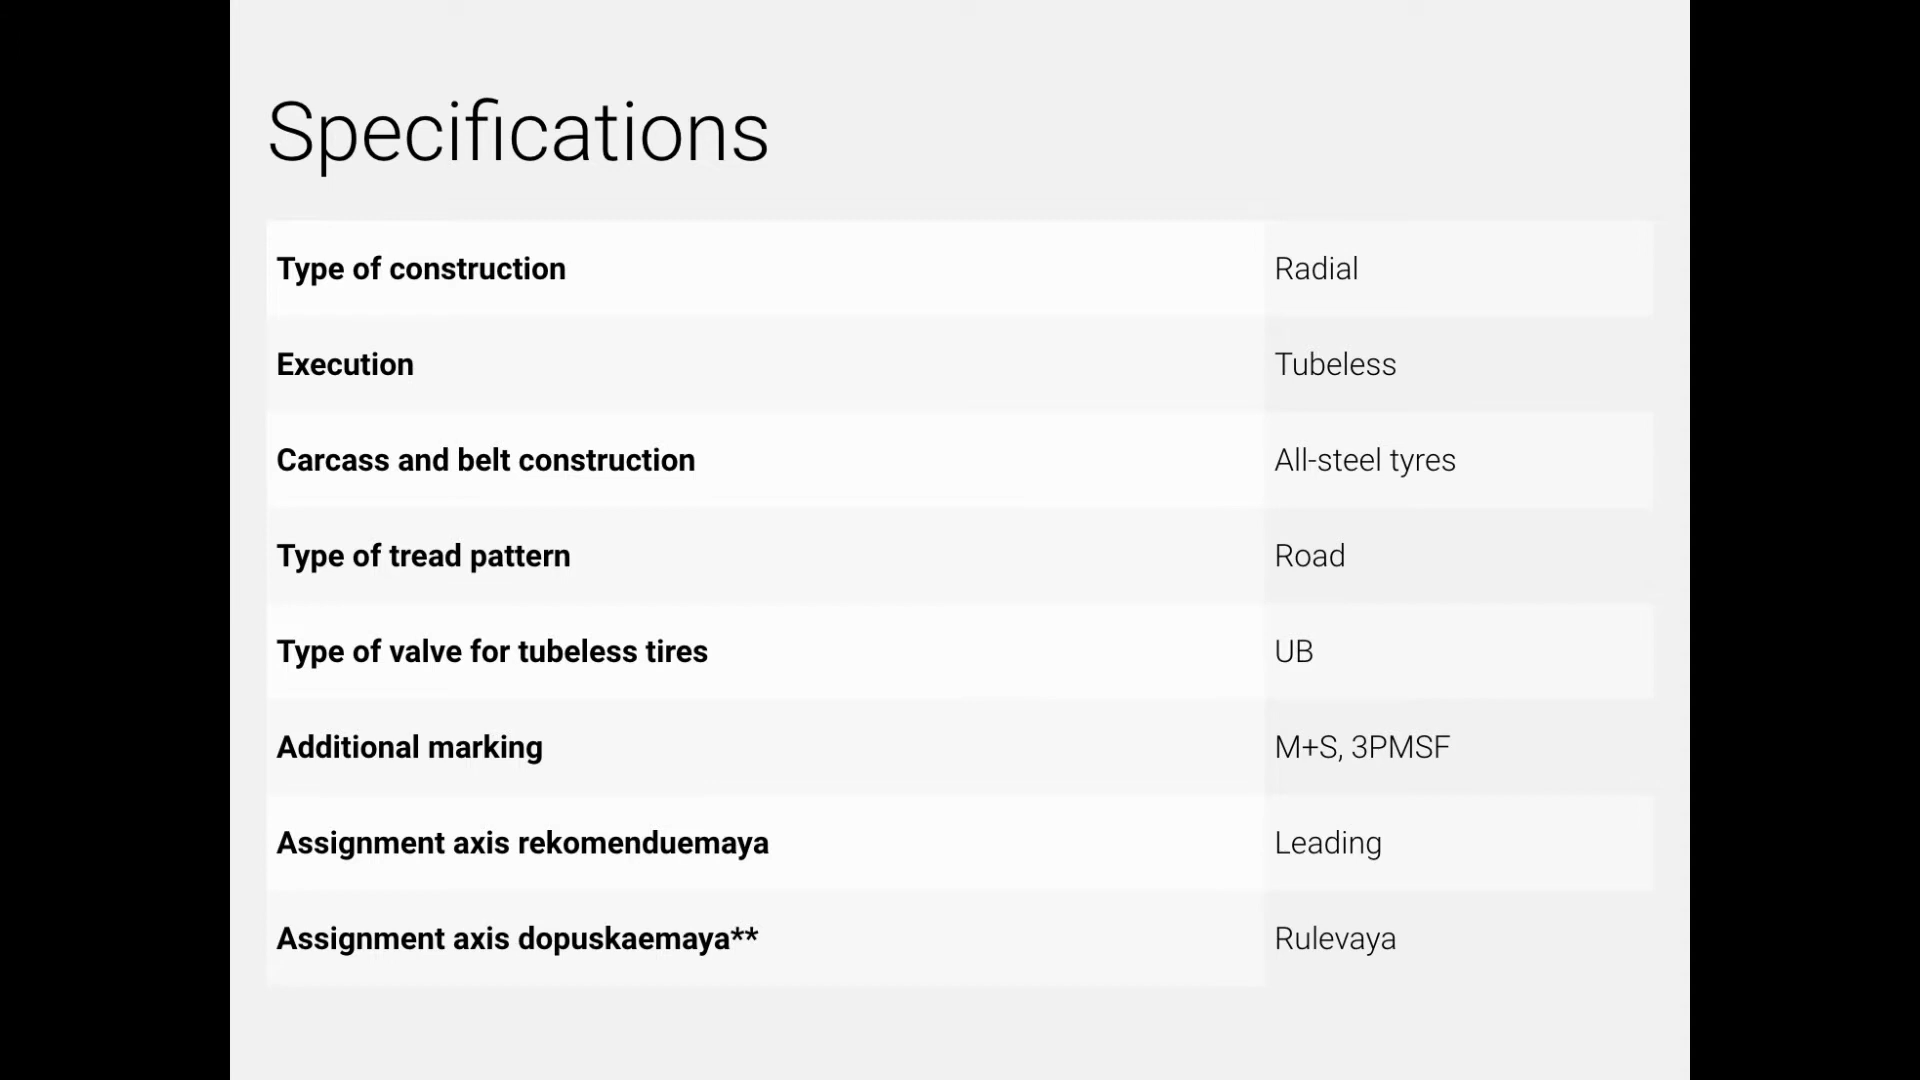 Specifications
Type of construction Radial
Execution Tubeless
Carcass and belt construction All-steel tyres
Type of tread pattern Road
Type of valve for tubeless tires UB
Additional marking M+S, 3PMSF
Assignment axis rekomenduemaya Leading
Assignment axis dopuskaemaya** Rulevaya